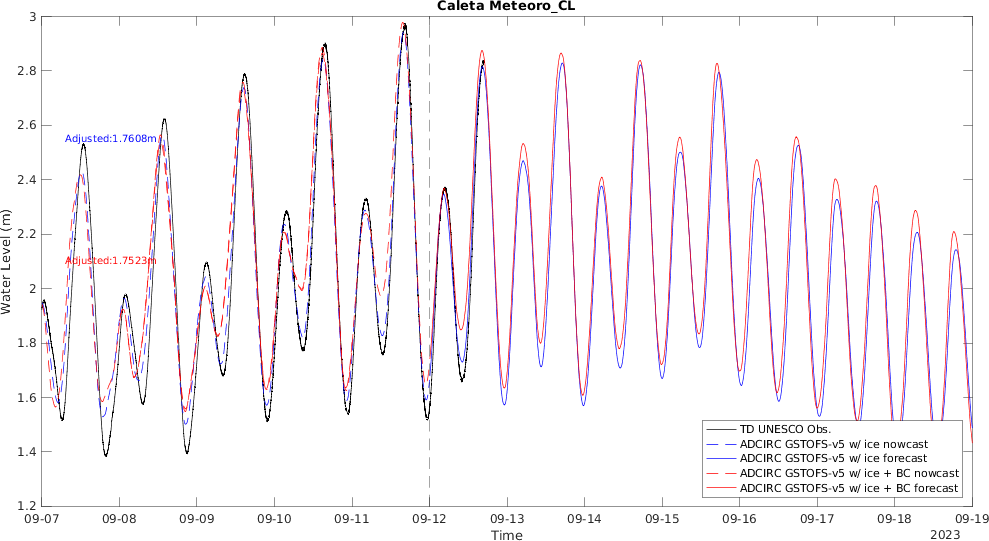 Caleta Meteoro_CL
3
2.8
2.6
2.4
2.2
2
1.8
1.6
1.4
1.2
Water Level (m)
Adjusted:1.7608m
Adjusted:1.7523m
TD UNESCO Obs.
ADCIRC GSTOFS-v5 w/ ice nowcast
ADCIRC GSTOFS-v5 w/ ice forecast
ADCIRC GSTOFS-v5 w/ ice + BC nowcast
ADCIRC GSTOFS-v5 w/ ice + BC forecast
09-07 09-08 09-09 09-10 09-11 09-12 09-13 09-14 09-15 09-16 09-17 09-18 09-19
Time
2023